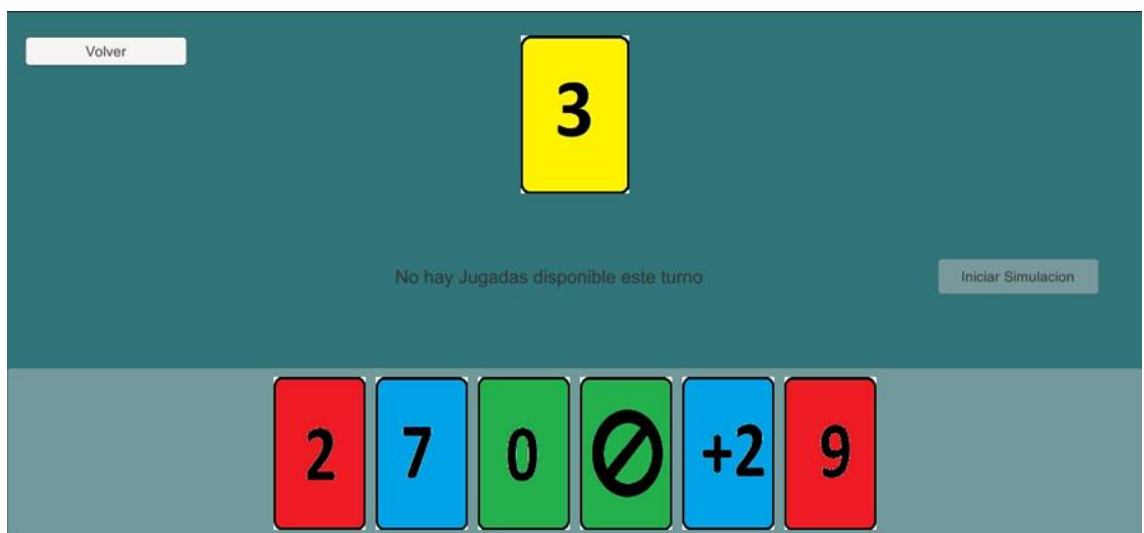 Volver
3
No hay Jugadas disponible este turno
Iniciar Simulacion
2 7 0 +2 9